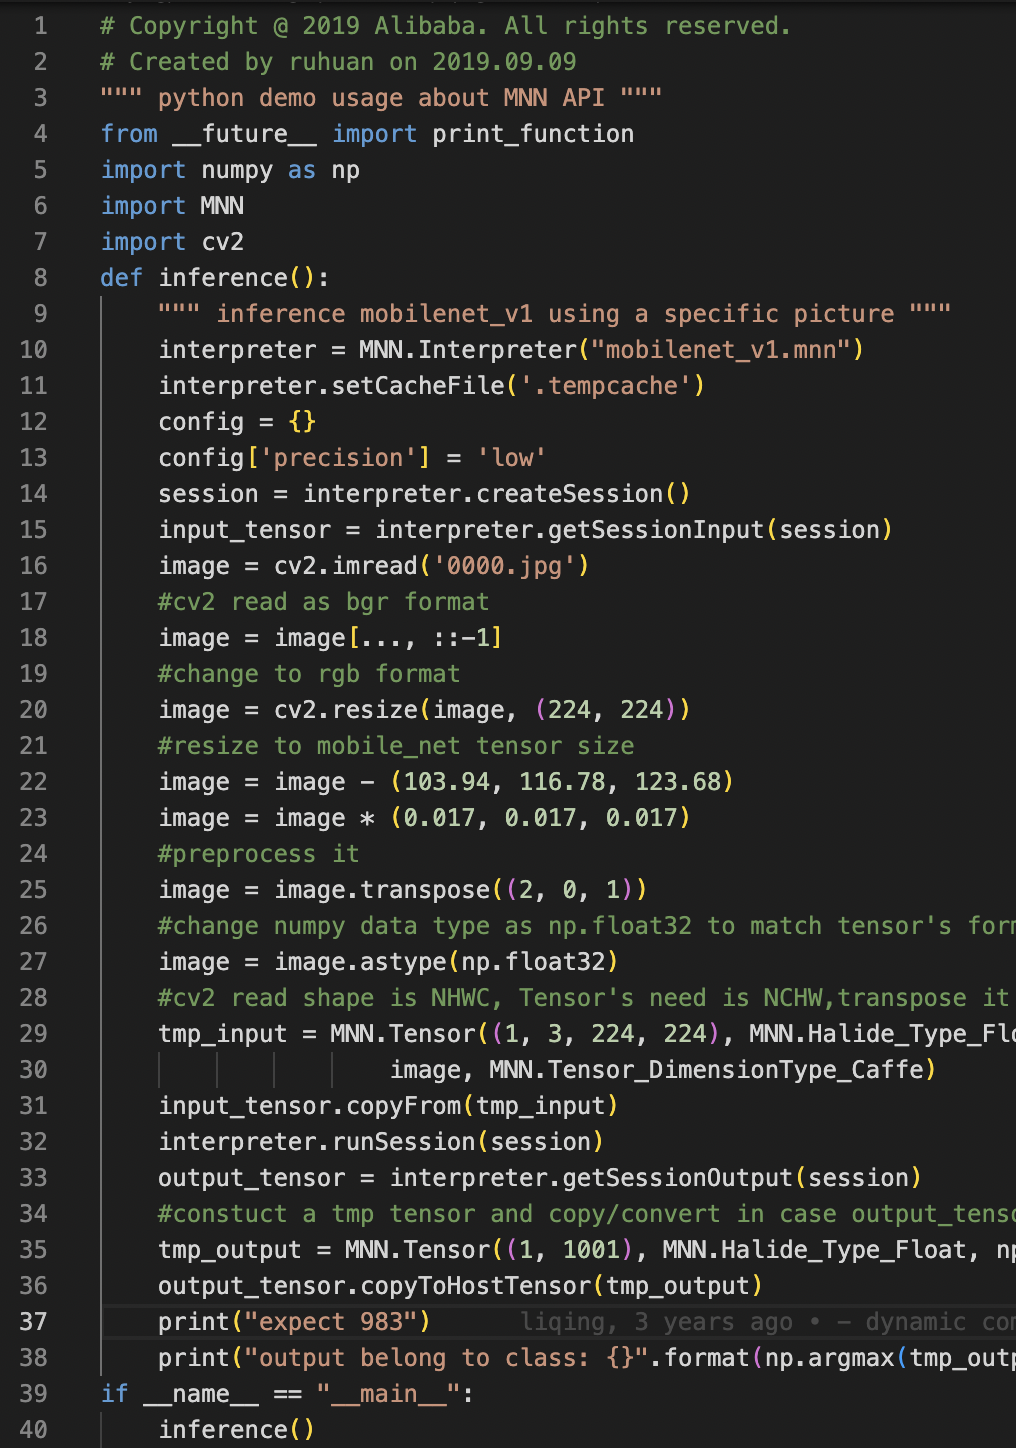 1 # Copyright @ 2019 Alibaba. All rights reserved.
2 # Created by ruhuan on 2019.09.09
3 """ python demo usage about MNN API """
4 from __future__ import print_function
5 import numpy as np
6 import MNN
7 import cv2
8 def inference():
9     """ inference mobilenet_v1 using a specific picture """
10     interpreter = MNN.Interpreter("mobilenet_v1.mnn")
11     interpreter.setCacheFile('.tempcache')
12     config = {}
13     config['precision'] = 'low'
14     session = interpreter.createSession()
15     input_tensor = interpreter.getSessionInput(session)
16     image = cv2.imread('0000.jpg')
17     #cv2 read as bgr format
18     image = image[..., ::-1]
19     #change to rgb format
20     image = cv2.resize(image, (224, 224))
21     #resize to mobile_net tensor size
22     image = image - (103.94, 116.78, 123.68)
23     image = image * (0.017, 0.017, 0.017)
24     #preprocess it
25     image = image.transpose((2, 0, 1))
26     #change numpy data type as np.float32 to match tensor's form
27     image = image.astype(np.float32)
28     #cv2 read shape is NHWC, Tensor's need is NCHW,transpose it
29     tmp_input = MNN.Tensor((1, 3, 224, 224), MNN.Halide_Type_Flo
30                     image, MNN.Tensor_DimensionType_Caffe)
31     input_tensor.copyFrom(tmp_input)
32     interpreter.runSession(session)
33     output_tensor = interpreter.getSessionOutput(session)
34     #constuct a tmp tensor and copy/convert in case output_tenso
35     tmp_output = MNN.Tensor((1, 1001), MNN.Halide_Type_Float, np
36     output_tensor.copyToHostTensor(tmp_output)
37     print("expect 983")      liqing, 3 years ago • – dynamic con
38     print("output belong to class: {}".format(np.argmax(tmp_outp
39 if __name__ == "__main__":
40     inference()